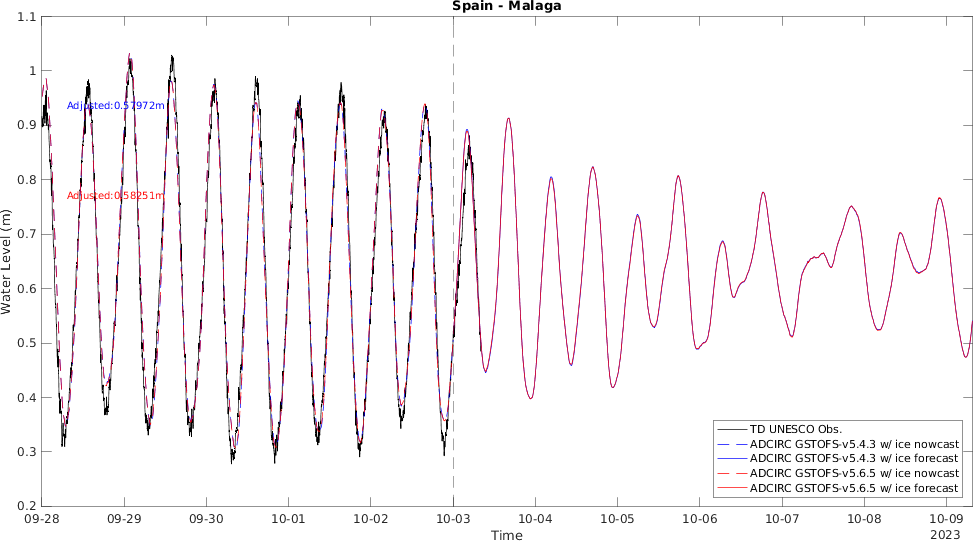 Spain - Malaga
1.1
1
0.9
0.8
0.7
0.6
0.5
0.4
0.3
0.2
Water Level (m)
Adjusted:0.57972m
Adjusted:0.58251m
TD UNESCO Obs.
ADCIRC GSTOFS-v5.4.3 w/ ice nowcast
ADCIRC GSTOFS-v5.4.3 w/ ice forecast
ADCIRC GSTOFS-v5.6.5 w/ ice nowcast
ADCIRC GSTOFS-v5.6.5 w/ ice forecast
09-28 09-29 09-30 10-01 10-02 10-03 10-04 10-05 10-06 10-07 10-08 10-09
2023
Time